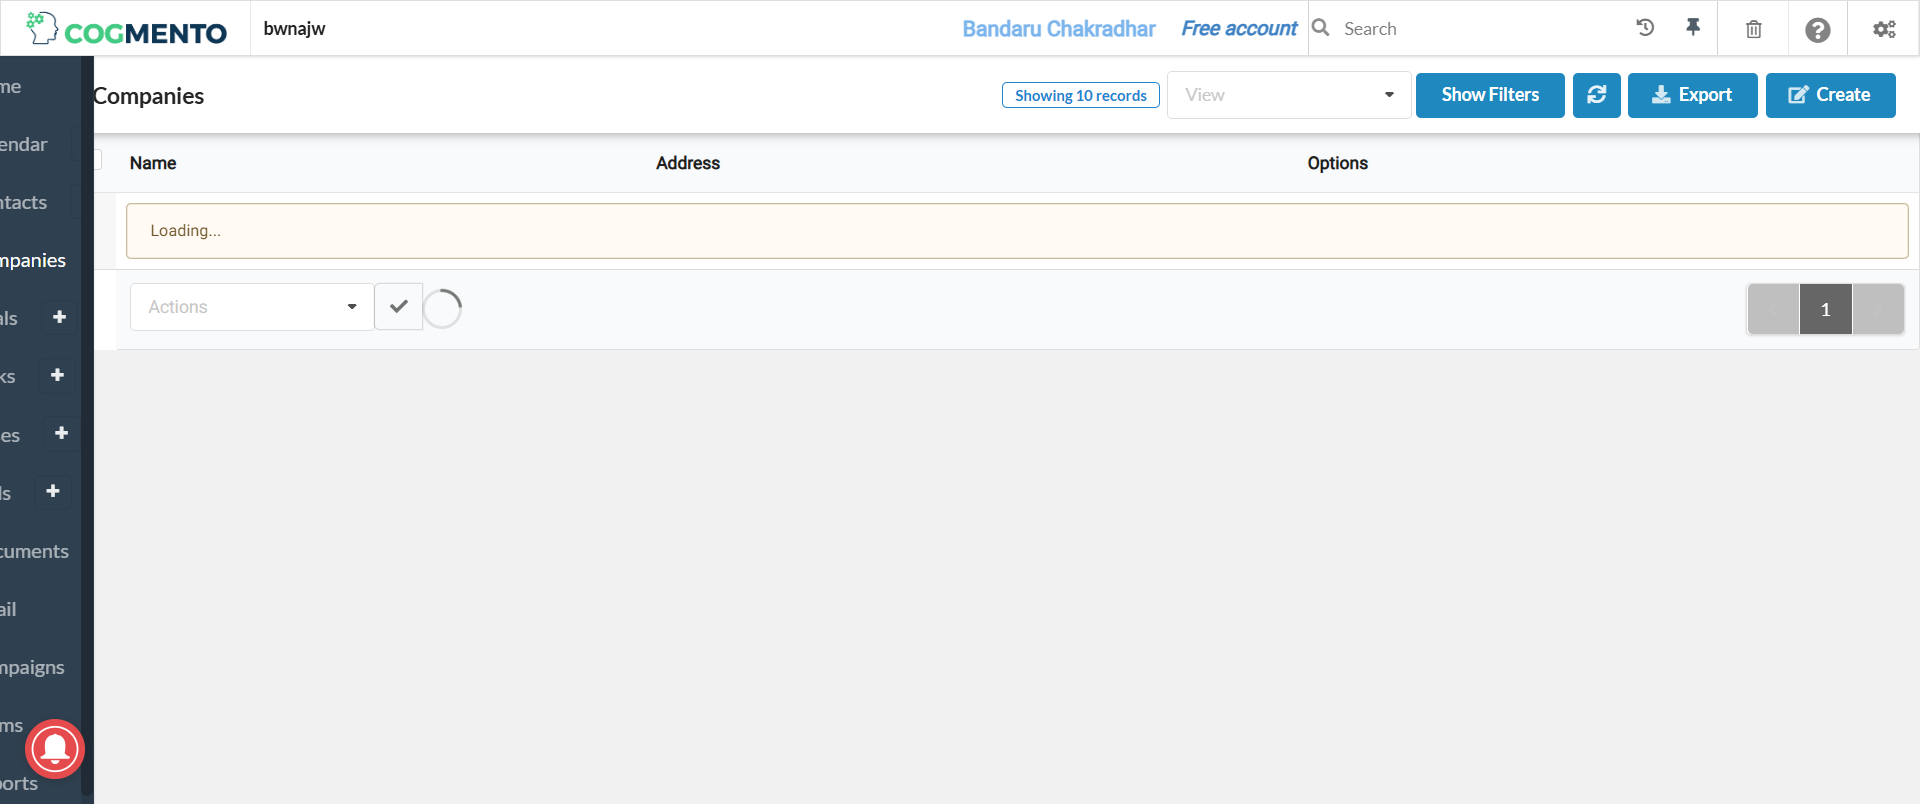 COGMENTO
bwnajw
Bandaru Chakradhar
Free account
Search
Companies
Showing 10 records
View
Show Filters
Export
Create
me
endar
ntacts
mpanies
als
ks
es
ls
cuments
ail
mpaigns
ms
orts
Name
Address
Options
Loading...
Actions
1